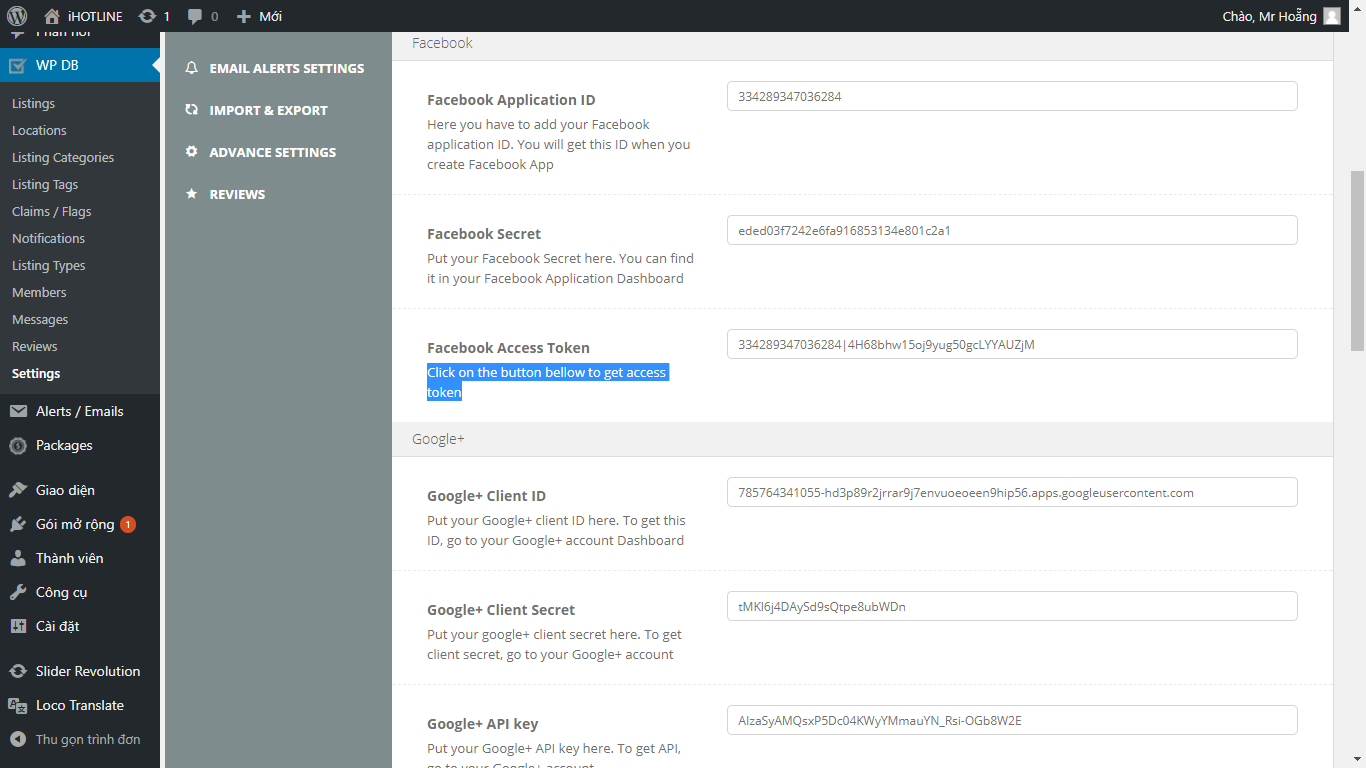 iHOTLINE 1 0 Mới
Chào, Mr Hoẵng
Phản hồi
WP DB
Listings
Locations
Listing Categories
Listing Tags
Claims / Flags
Notifications
Listing Types
Members
Messages
Reviews
Settings
Alerts / Emails
Packages
Giao diện
Gói mở rộng 1
Thành viên
Công cụ
Cài đặt
Slider Revolution
Loco Translate
Thu gọn trình đơn
EMAIL ALERTS SETTINGS
IMPORT & EXPORT
ADVANCE SETTINGS
REVIEWS
Facebook
Facebook Application ID
Here you have to add your Facebook
application ID. You will get this ID when you
create Facebook App
334289347036284
Facebook Secret
Put your Facebook Secret here. You can find
it in your Facebook Application Dashboard
eded03f7242e6fa916853134e801c2a1
Facebook Access Token
Click on the button bellow to get access
token
334289347036284|4H68bhw15oj9yug50gcLYYAUZjM
Google+
Google+ Client ID
Put your Google+ client ID here. To get this
ID, go to your Google+ account Dashboard
785764341055-hd3p89r2jrrar9j7envuoeoeen9hip56.apps.googleusercontent.com
Google+ Client Secret
Put your google+ client secret here. To get
client secret, go to your Google+ account
tMKl6j4DAySd9sQtpe8ubWDn
Google+ API key
Put your Google+ API key here. To get API,
go to your Google+ account
AIzaSyAMQsxP5Dc04KWyYMmauYN_Rsi-OGb8W2E